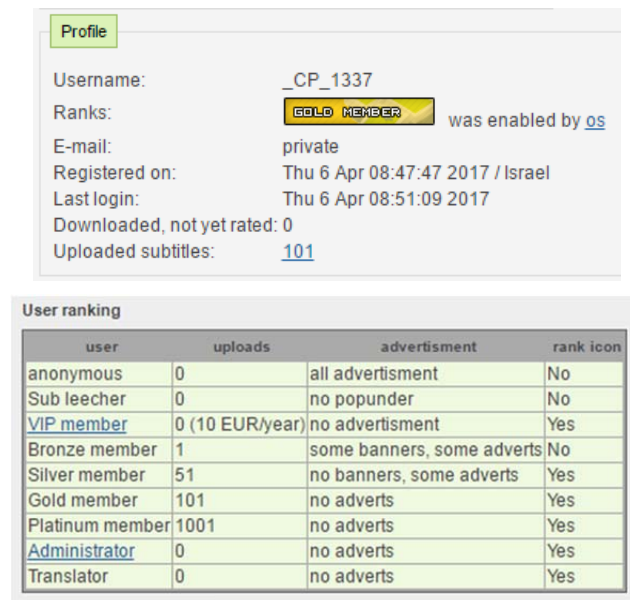 Profile
Username: _CP_1337
Ranks: GOLD MEMBER was enabled by os
E-mail: private
Registered on: Thu 6 Apr 08:47:47 2017 / Israel
Last login: Thu 6 Apr 08:51:09 2017
Downloaded, not yet rated: 0
Uploaded subtitles: 101
User ranking
user uploads advertisment rank icon
anonymous 0 all advertisment No
Sub leecher 0 no popunder No
VIP member 0 (10 EUR/year) no advertisment Yes
Bronze member 1 some banners, some adverts No
Silver member 51 no banners, some adverts Yes
Gold member 101 no adverts Yes
Platinum member 1001 no adverts Yes
Administrator 0 no adverts Yes
Translator 0 no adverts Yes